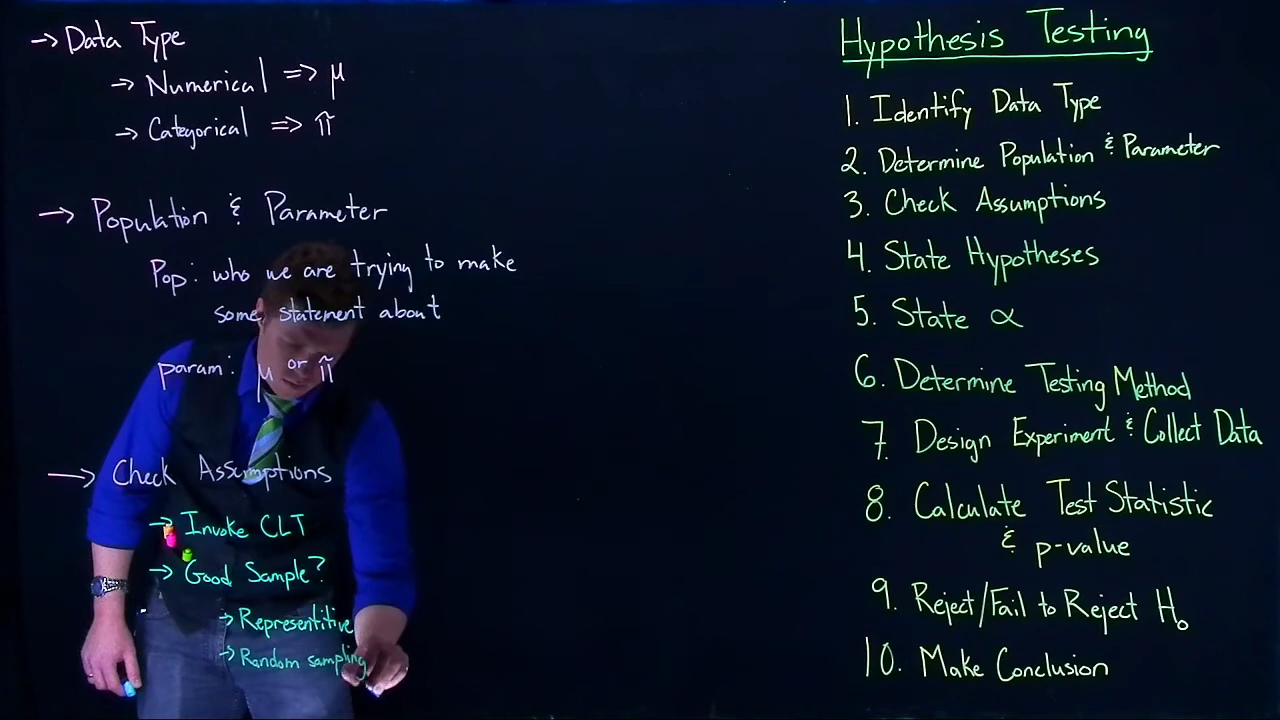 → Data Type
→ Numerical => μ
→ Categorical => π
→ Population & Parameter
Pop: who we are trying to make
some statement about
param: μ or π
→ Check Assumptions
→ Invoke CLT
→ Good Sample?
→ Representitive
→ Random sampling
Hypothesis Testing
1. Identify Data Type
2. Determine Population & Parameter
3. Check Assumptions
4. State Hypotheses
5. State α
6. Determine Testing Method
7. Design Experiment & Collect Data
8. Calculate Test Statistic
& p-value
9. Reject/Fail to Reject H₀
10. Make Conclusion